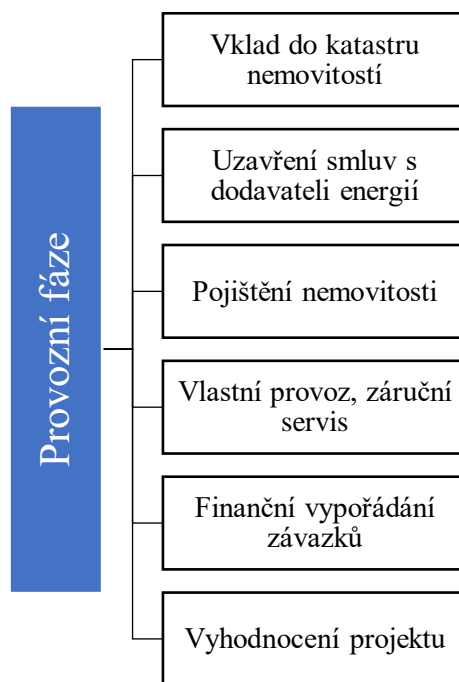 Provozní fáze
Vklad do katastru
nemovitostí
Uzavření smluv s
dodavateli energií
Pojištění nemovitosti
Vlastní provoz, záruční
servis
Finanční vypořádání
závazků
Vyhodnocení projektu